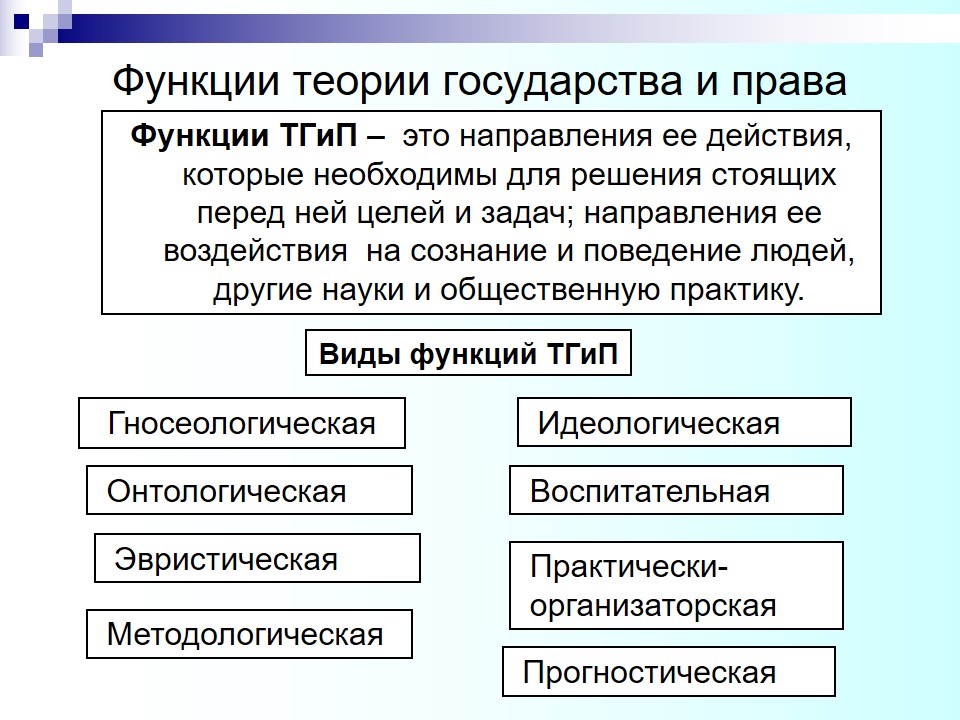 Функции теории государства и права
Функции ТГиП – это направления ее действия,
которые необходимы для решения стоящих
перед ней целей и задач; направления ее
воздействия на сознание и поведение людей,
другие науки и общественную практику.
Виды функций ТГиП
Гносеологическая
Онтологическая
Эвристическая
Методологическая
Идеологическая
Воспитательная
Практически-
организаторская
Прогностическая